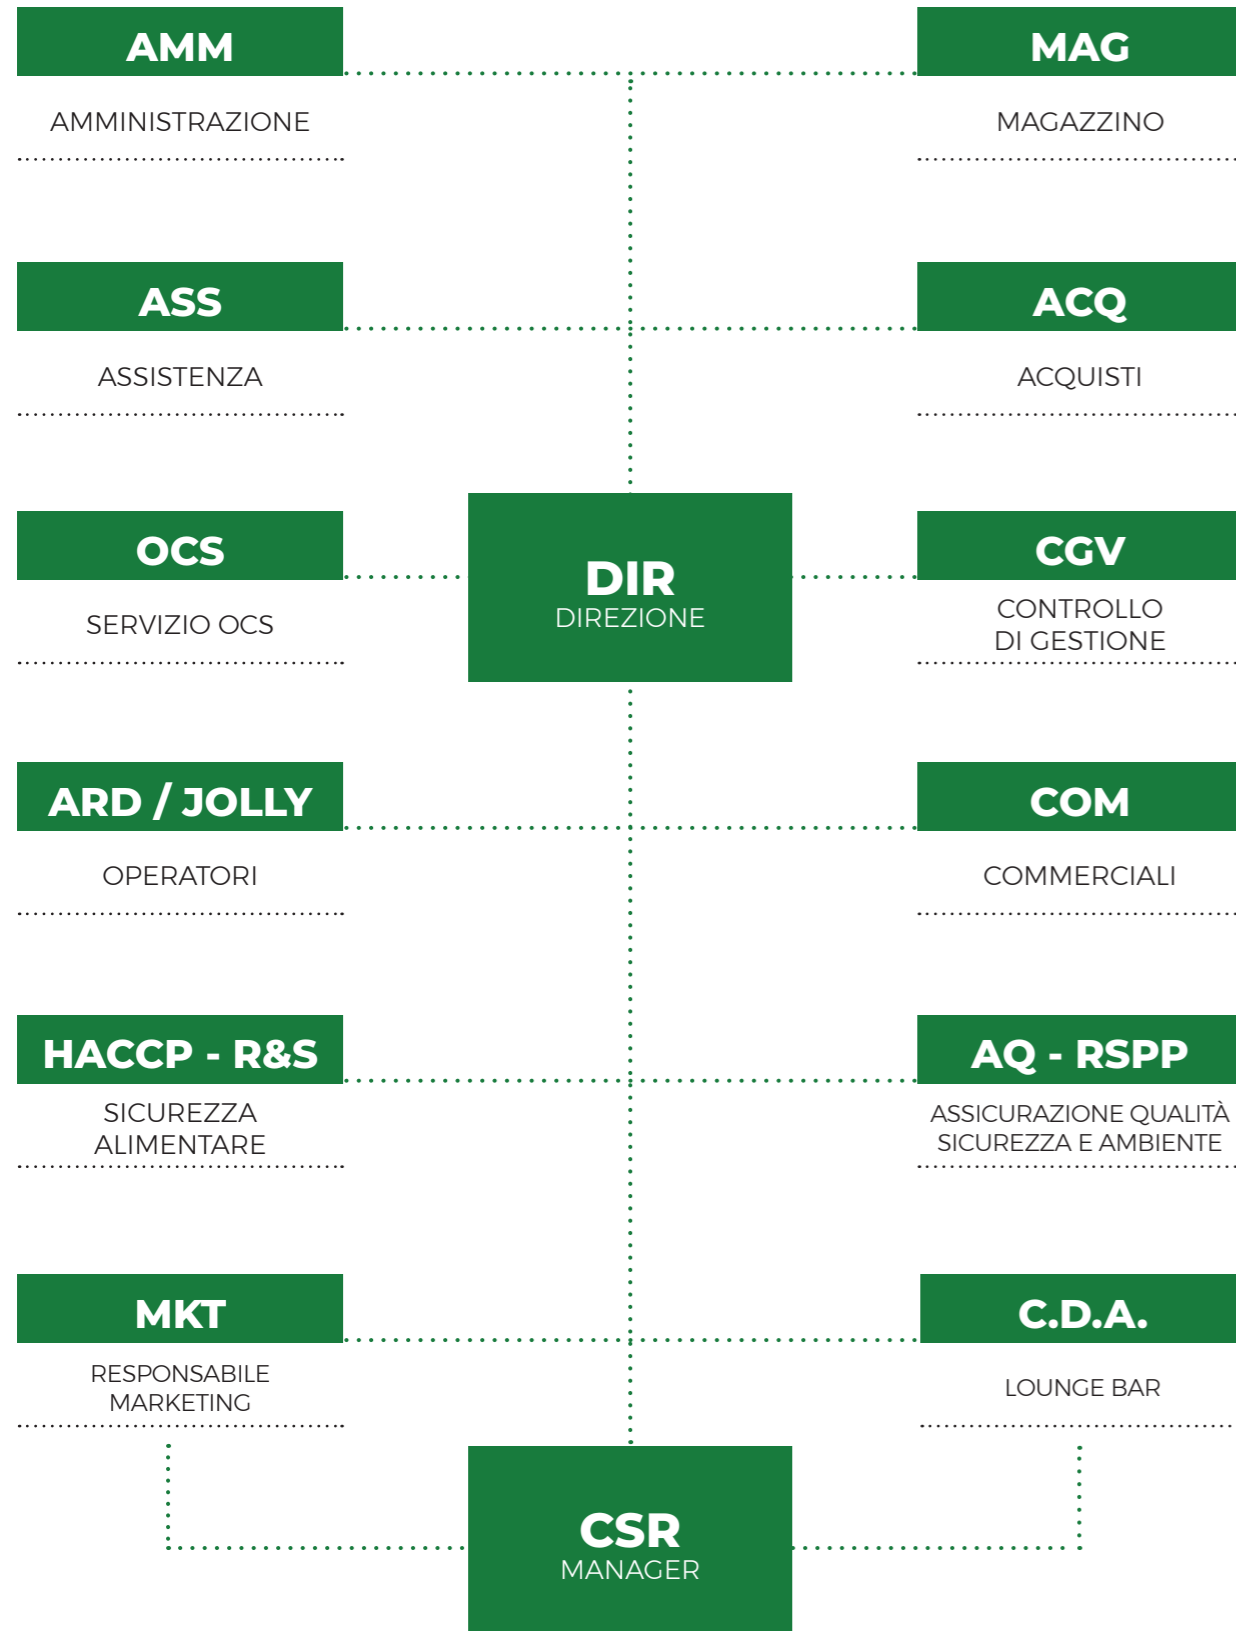 AMM
AMMINISTRAZIONE
MAG
MAGAZZINO
ASS
ASSISTENZA
ACQ
ACQUISTI
OCS
SERVIZIO OCS
DIR
DIREZIONE
CGV
CONTROLLO
DI GESTIONE
ARD / JOLLY
OPERATORI
COM
COMMERCIALI
HACCP - R&S
SICUREZZA
ALIMENTARE
AQ - RSPP
ASSICURAZIONE QUALITÀ
SICUREZZA E AMBIENTE
MKT
RESPONSABILE
MARKETING
C.D.A.
LOUNGE BAR
CSR
MANAGER